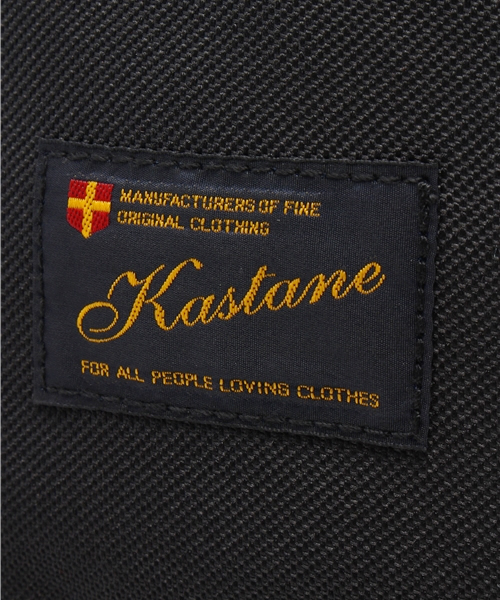 MANUFACTURERS OF FINE
ORIGINAL CLOTHING
Kastane
FOR ALL PEOPLE LOVING CLOTHES